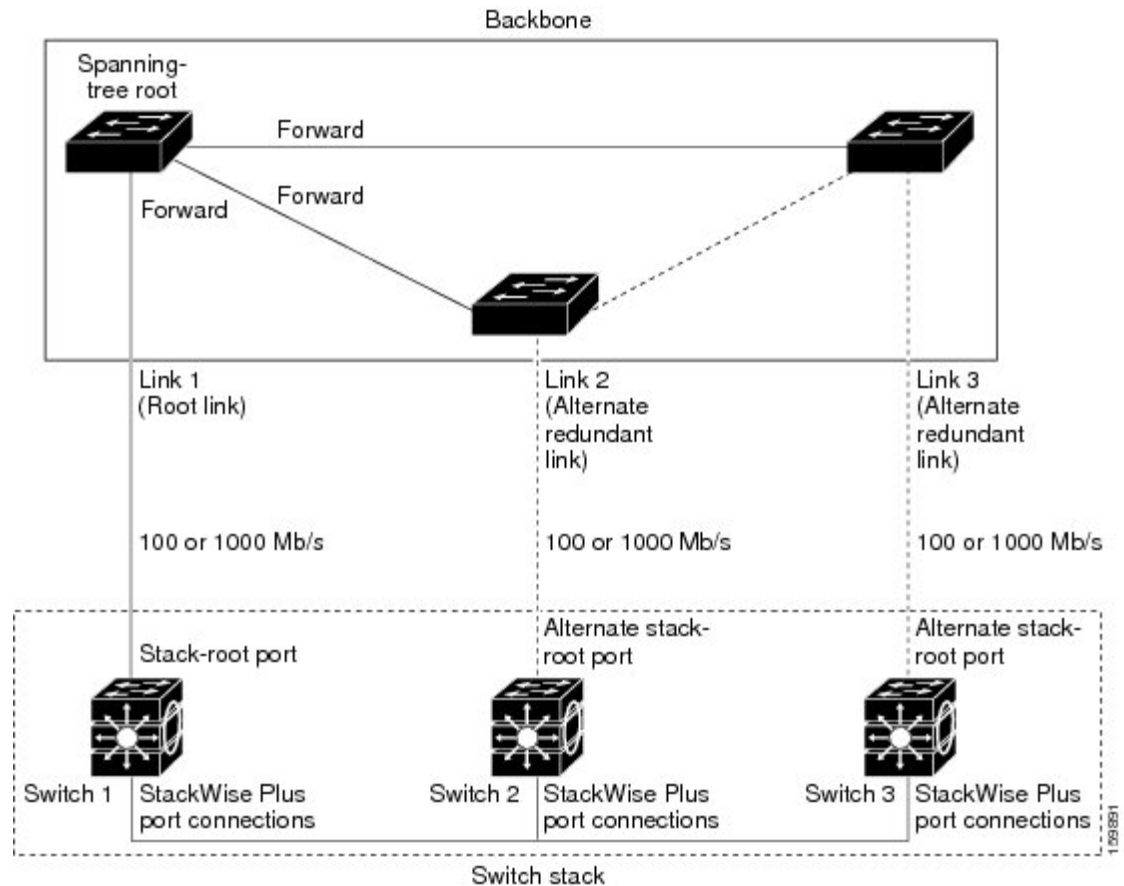 Backbone
Spanning-
tree root
Forward
Forward
Forward
Link 1
(Root link)
Link 2
(Alternate
redundant
link)
Link 3
(Alternate
redundant
link)
100 or 1000 Mb/s
100 or 1000 Mb/s
100 or 1000 Mb/s
Stack-root port
Alternate stack-
root port
Alternate stack-
root port
Switch 1
StackWise Plus
port connections
Switch 2
StackWise Plus
port connections
Switch 3
StackWise Plus
port connections
159891
Switch stack